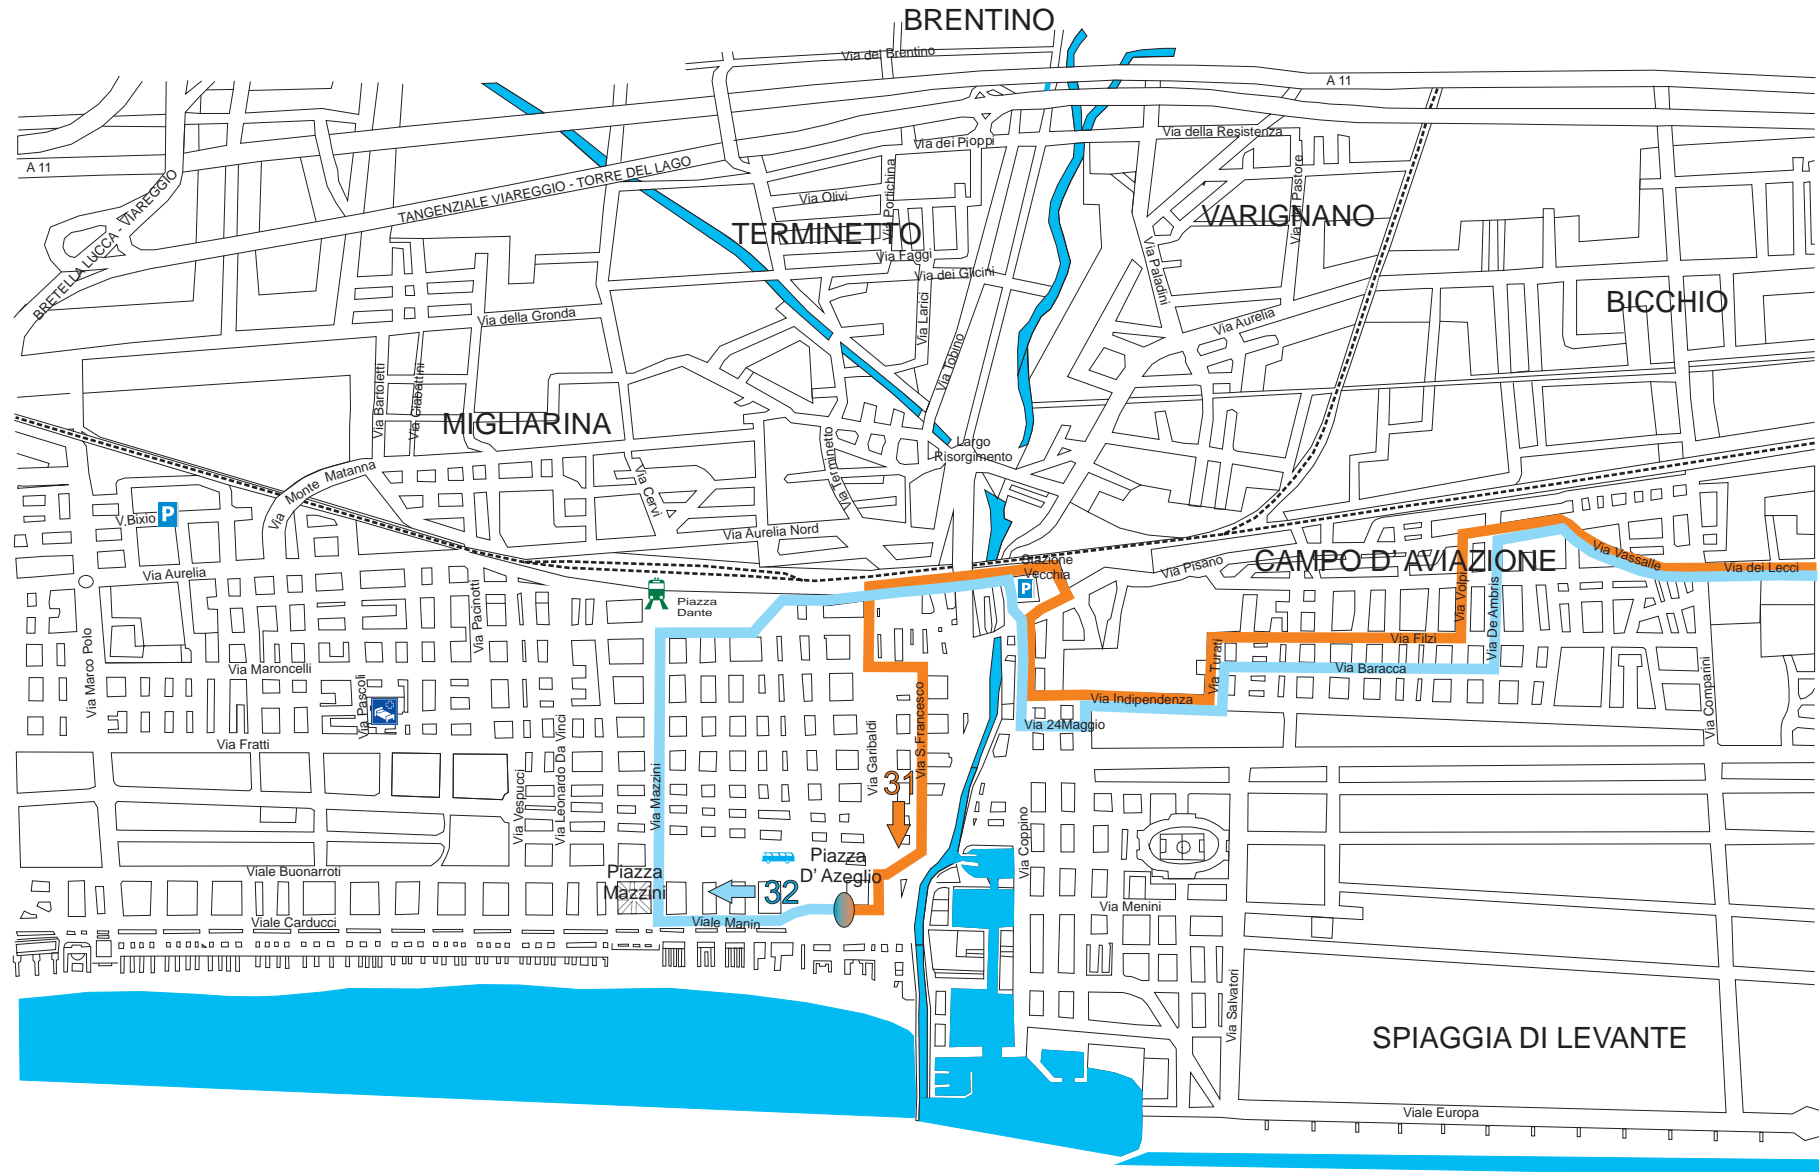 BRENTINO
Via del Brentino
A 11
Via della Resistenza
Via dei Pioppi
A 11
TANGENZIALE VIAREGGIO - TORRE DEL LAGO
BRETELLA LUCCA - VIAREGGIO
Via Olivi
Via Portichina
Via del Pastore
VARIGNANO
TERMINETTO
Via Faggi
Via dei Glicini
Via Paladini
BICCHIO
Via Larici
Via della Gronda
Via Aurelia
Via Tobino
Via Bartoletti
Via Ciabattini
MIGLIARINA
Largo
Risorgimento
Via Terminetto
Via Monte Matanna
Via Cervi
V.Bixio
P
Via Aurelia Nord
Stazione
Vecchia
P
Via Pisano
CAMPO D' AVIAZIONE
Via Vassalle
Via dei Lecci
Via Aurelia
Piazza
Dante
Via Pacinotti
Via Volpi
Via De Ambris
Via Filzi
Via Turati
Via Baracca
Via Marco Polo
Via Maroncelli
Via Pascoli
Via Comparini
Via Indipendenza
Via 24Maggio
Via Fratti
Via Leonardo Da Vinci
Via Vespucci
Via Mazzini
Via Garibaldi
Via S.Francesco
31
Via Coppino
Viale Buonarroti
Piazza
Mazzini
Piazza
D' Azeglio
32
Viale Carducci
Viale Manin
Via Menini
Via Salvatori
SPIAGGIA DI LEVANTE
Viale Europa